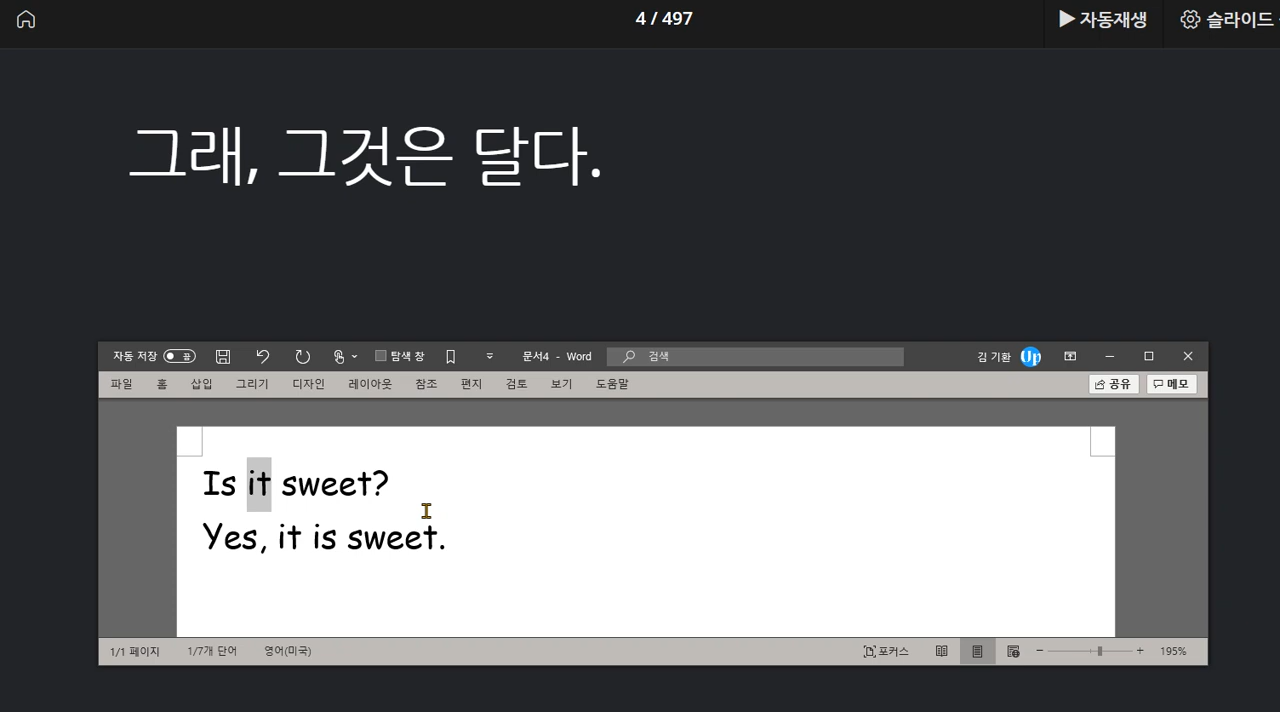 4 / 497
▶ 자동재생
슬라이드
그래, 그것은 달다.
자동 저장 끔 탐색 창 문서4 - Word 검색 김 기환 Up
파일 홈 삽입 그리기 디자인 레이아웃 참조 편지 검토 보기 도움말 공유 메모
Is it sweet?
Yes, it is sweet.
1/1 페이지 1/7개 단어 영어(미국) 포커스 195%